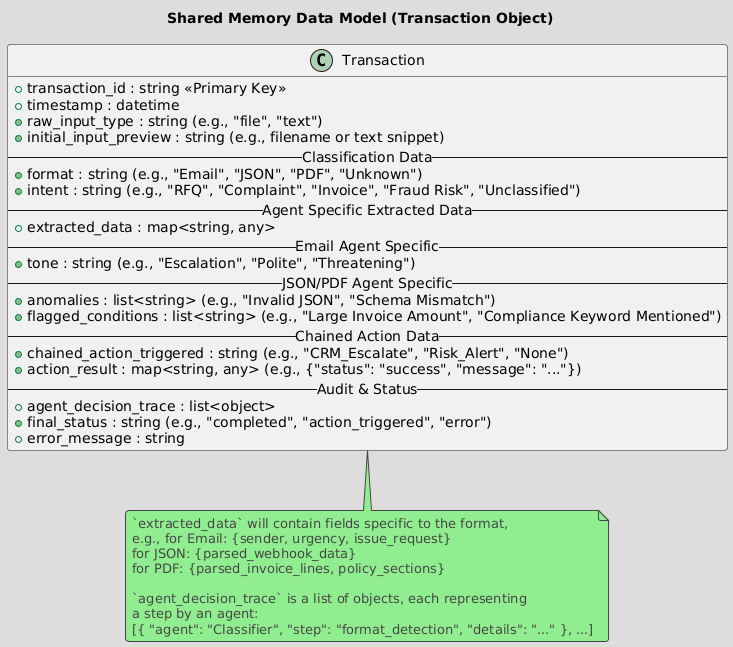 Shared Memory Data Model (Transaction Object)
C Transaction
transaction_id : string «Primary Key»
timestamp : datetime
raw_input_type : string (e.g., "file", "text")
initial_input_preview : string (e.g., filename or text snippet)
Classification Data
format : string (e.g., "Email", "JSON", "PDF", "Unknown")
intent : string (e.g., "RFQ", "Complaint", "Invoice", "Fraud Risk", "Unclassified")
Agent Specific Extracted Data
extracted_data : map<string, any>
Email Agent Specific
tone : string (e.g., "Escalation", "Polite", "Threatening")
JSON/PDF Agent Specific
anomalies : list<string> (e.g., "Invalid JSON", "Schema Mismatch")
flagged_conditions : list<string> (e.g., "Large Invoice Amount", "Compliance Keyword Mentioned")
Chained Action Data
chained_action_triggered : string (e.g., "CRM_Escalate", "Risk_Alert", "None")
action_result : map<string, any> (e.g., {"status": "success", "message": "..."})
Audit & Status
agent_decision_trace : list<object>
final_status : string (e.g., "completed", "action_triggered", "error")
error_message : string
`extracted_data` will contain fields specific to the format,
e.g., for Email: {sender, urgency, issue_request}
for JSON: {parsed_webhook_data}
for PDF: {parsed_invoice_lines, policy_sections}
`agent_decision_trace` is a list of objects, each representing
a step by an agent:
[{ "agent": "Classifier", "step": "format_detection", "details": "..." }, ...]